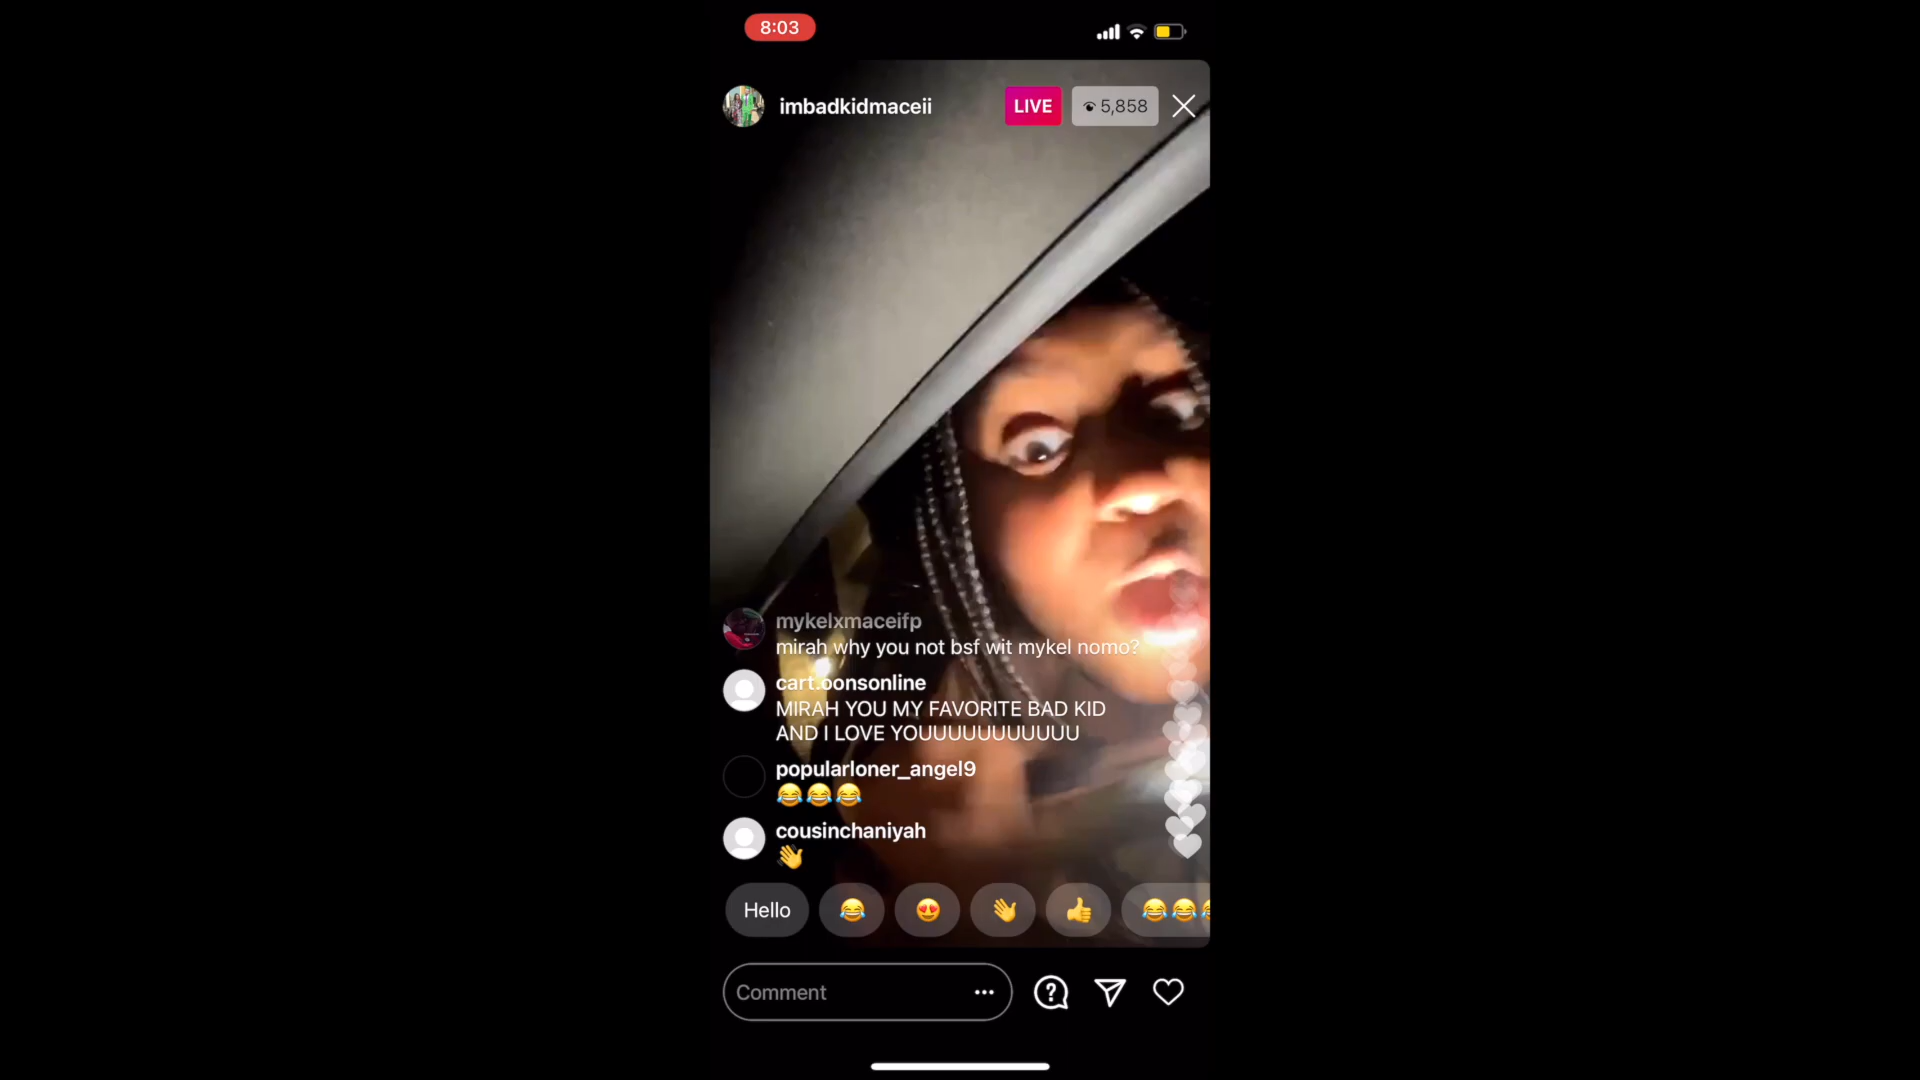 8:03
imbadkidmaceii
LIVE
5,858
mykelxmaceifp
mirah why you not bsf wit mykel nomo?
cart.oonsonline
MIRAH YOU MY FAVORITE BAD KID
AND I LOVE YOUUUUUUUUUUU
popularloner_angel9
😂😂😂
cousinchaniyah
👋
Hello 😂 😍 👋 👍 😂😂😂
Comment